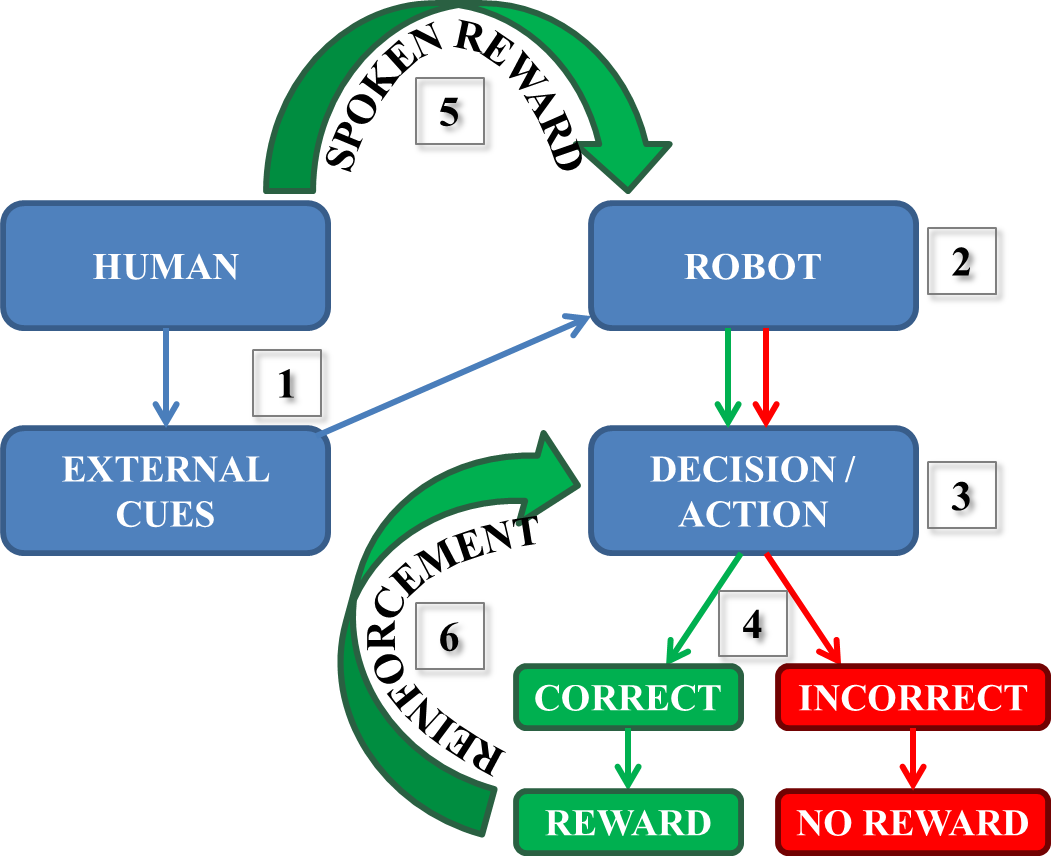 SPOKEN REWARD
5
HUMAN
ROBOT
2
1
EXTERNAL
CUES
DECISION /
ACTION
3
REINFORCEMENT
6
4
CORRECT
INCORRECT
REWARD
NO REWARD